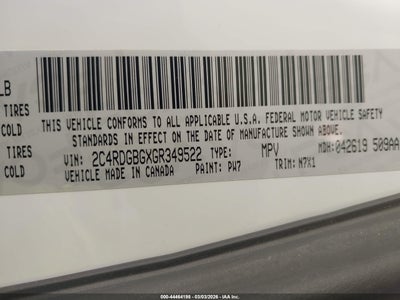 LB
TIRES
COLD
THIS VEHICLE CONFORMS TO ALL APPLICABLE U.S.A. FEDERAL MOTOR VEHICLE SAFETY
TIRES
STANDARDS IN EFFECT ON THE DATE OF MANUFACTURE SHOWN ABOVE.
COLD
VIN: 2C4RDGBGXGR349522 TYPE: MPV MDH: 042619 509AA
VEHICLE MADE IN CANADA PAINT: PW7 TRIM: N7X1
000-44464198 - 03/03/2026 - IAA Inc.